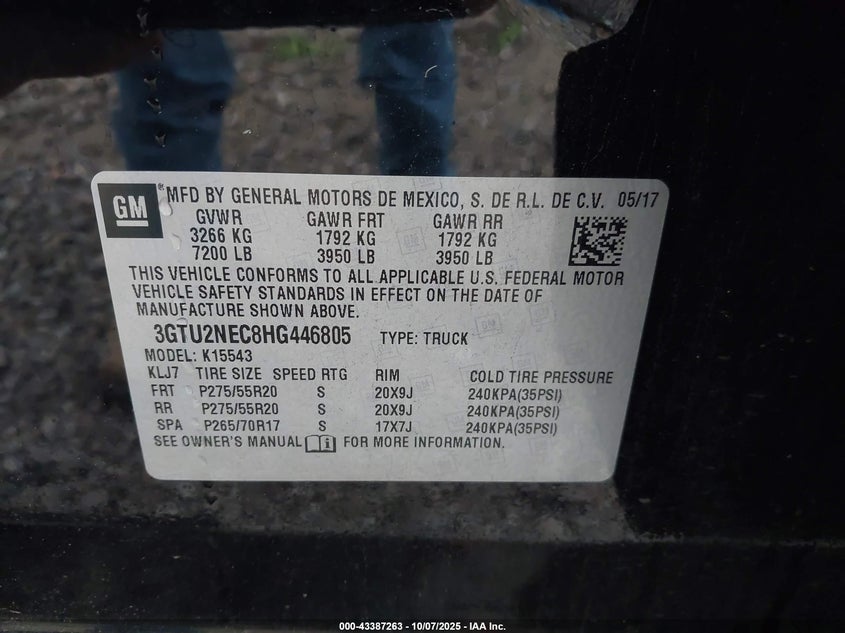 GM
MFD BY GENERAL MOTORS DE MEXICO, S. DE R.L. DE C.V. 05/17
GVWR GAWR FRT GAWR RR
3266 KG 1792 KG 1792 KG
7200 LB 3950 LB 3950 LB
THIS VEHICLE CONFORMS TO ALL APPLICABLE U.S. FEDERAL MOTOR
VEHICLE SAFETY STANDARDS IN EFFECT ON THE DATE OF
MANUFACTURE SHOWN ABOVE.
3GTU2NEC8HG446805 TYPE: TRUCK
MODEL: K15543
KLJ7 TIRE SIZE SPEED RTG RIM COLD TIRE PRESSURE
FRT P275/55R20 S 20X9J 240KPA(35PSI)
RR P275/55R20 S 20X9J 240KPA(35PSI)
SPA P265/70R17 S 17X7J 240KPA(35PSI)
SEE OWNER'S MANUAL FOR MORE INFORMATION.
000-43387263 - 10/07/2025 - IAA Inc.